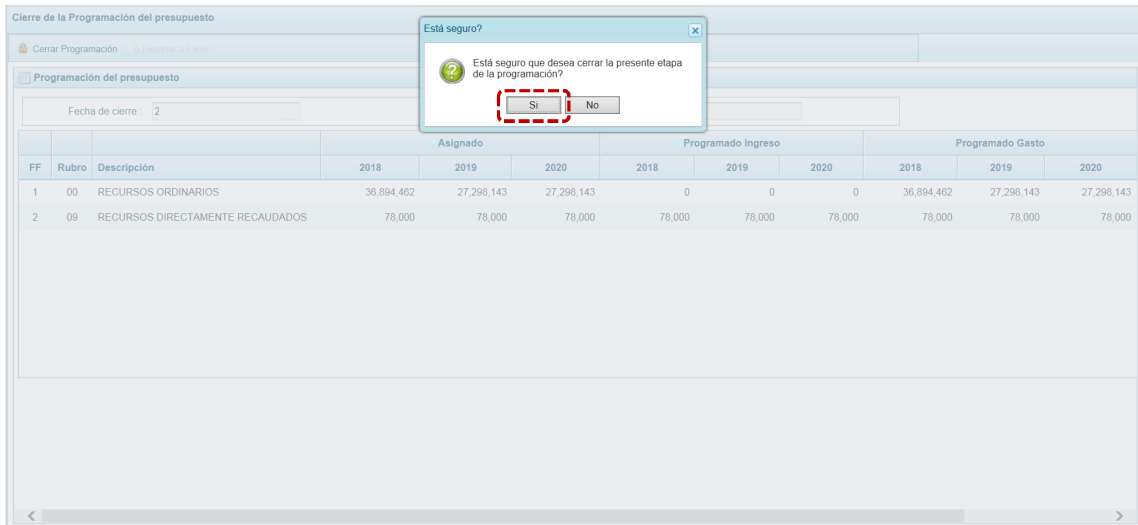 Cierre de la Programación del presupuesto
Está seguro?
Cerrar Programación Exportar a Excel
Está seguro que desea cerrar la presente etapa
de la programación?
Si No
Programación del presupuesto
Fecha de cierre : 2
Asignado Programado Ingreso Programado Gasto
FF Rubro Descripción 2018 2019 2020 2018 2019 2020 2018 2019 2020
1 00 RECURSOS ORDINARIOS 36,894,462 27,298,143 27,298,143 0 0 0 36,894,462 27,298,143 27,298,143
2 09 RECURSOS DIRECTAMENTE RECAUDADOS 78,000 78,000 78,000 78,000 78,000 78,000 78,000 78,000 78,000